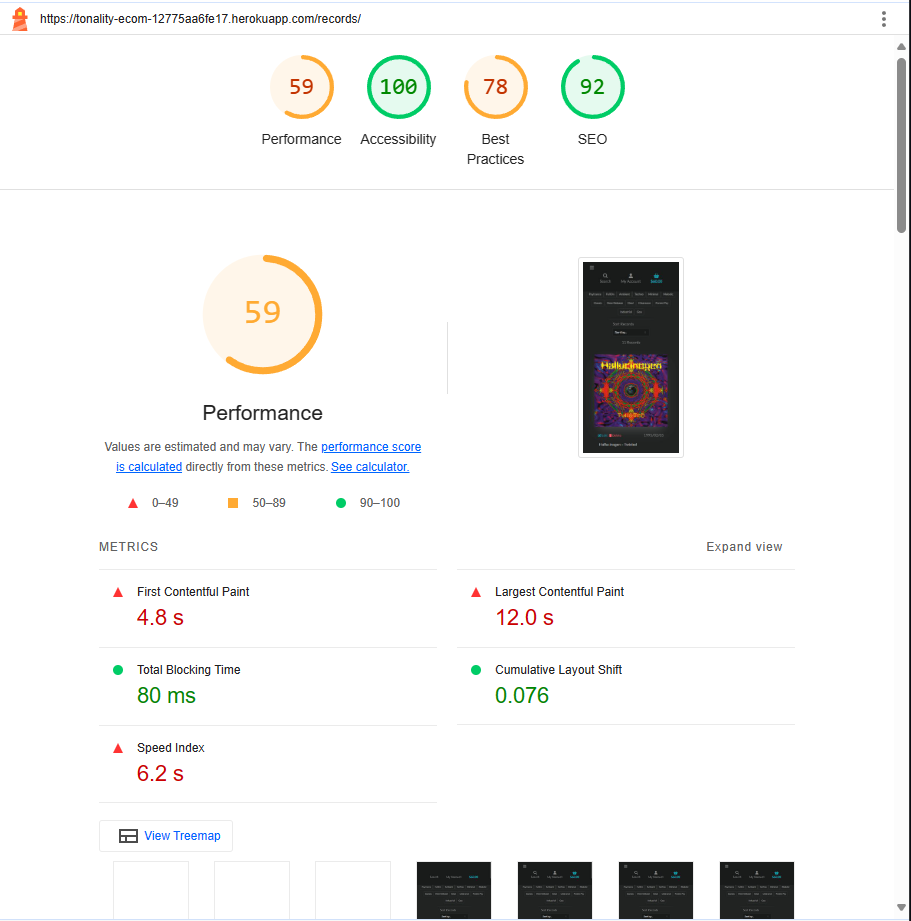 https://tonality-ecom-12775aa6fe17.herokuapp.com/records/
59
100
78
92
Performance
Accessibility
Best
Practices
SEO
59
Performance
Values are estimated and may vary. The performance score
is calculated directly from these metrics. See calculator.
0–49
50–89
90–100
METRICS
Expand view
First Contentful Paint
4.8 s
Largest Contentful Paint
12.0 s
Total Blocking Time
80 ms
Cumulative Layout Shift
0.076
Speed Index
6.2 s
View Treemap